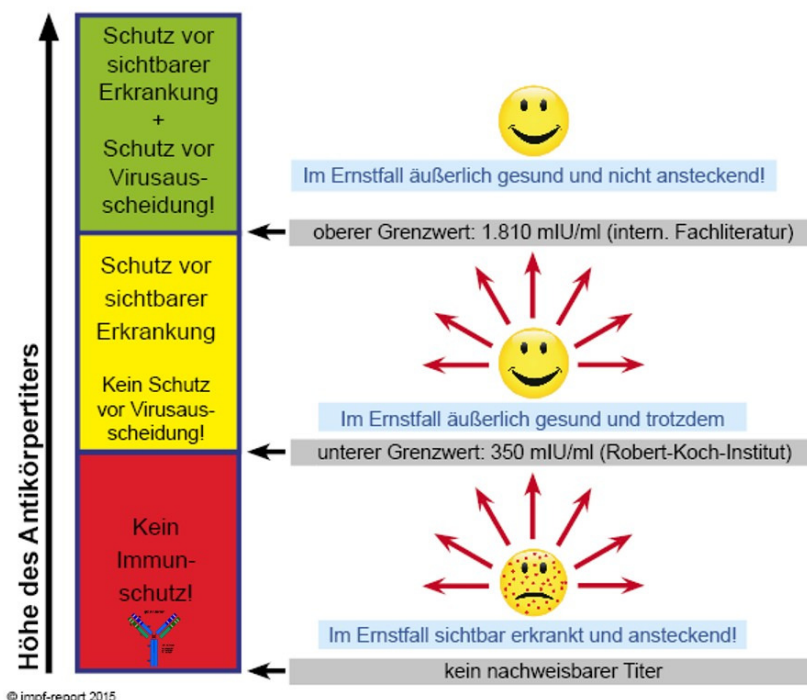 Höhe des Antikörpertiters
Schutz vor
sichtbarer
Erkrankung
+
Schutz vor
Virusaus-
scheidung!
Im Ernstfall äußerlich gesund und nicht ansteckend!
oberer Grenzwert: 1.810 mIU/ml (intern. Fachliteratur)
Schutz vor
sichtbarer
Erkrankung
Kein Schutz
vor Virusaus-
scheidung!
Im Ernstfall äußerlich gesund und trotzdem
unterer Grenzwert: 350 mIU/ml (Robert-Koch-Institut)
Kein
Immun-
schutz!
Im Ernstfall sichtbar erkrankt und ansteckend!
kein nachweisbarer Titer
© impf-report 2015